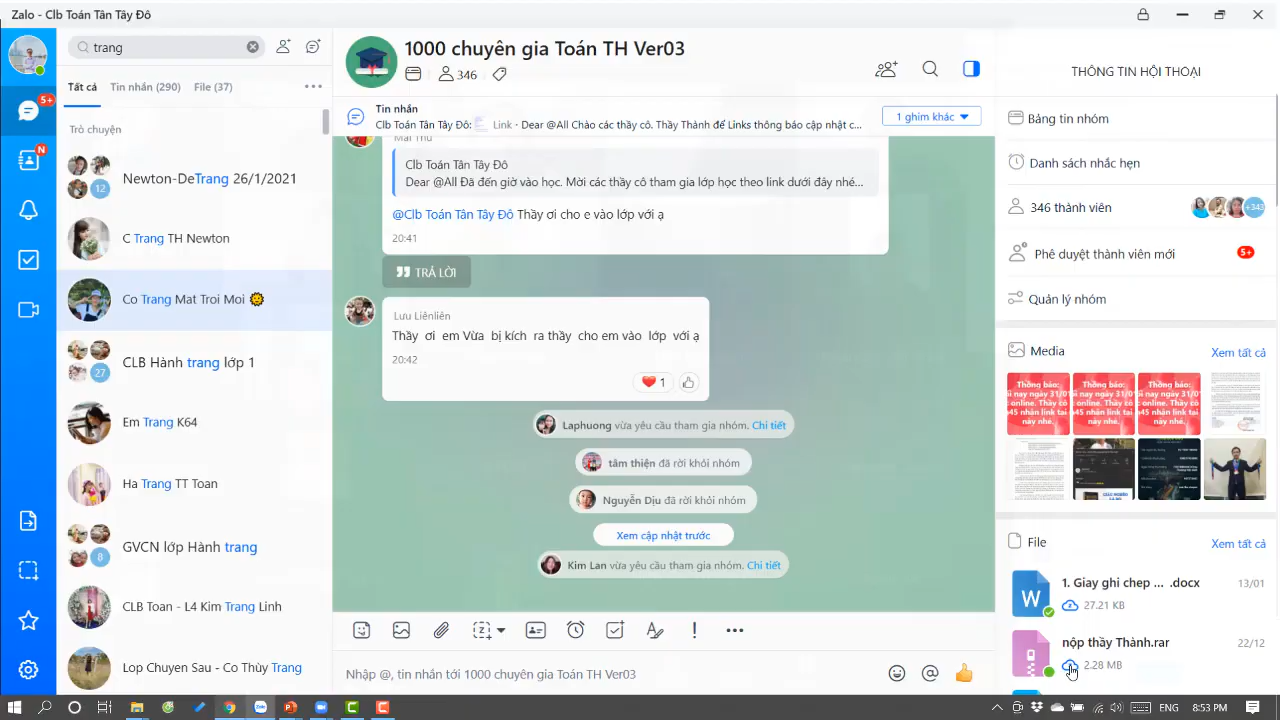 Zalo - Clb Toán Tân Tây Đô
trang
Tất cả
Tin nhắn (290)
File (37)
Trò chuyện
12
Newton-DeTrang 26/1/2021
C Trang TH Newton
Co Trang Mat Troi Moi
27
CLB Hành trang lớp 1
Em Trang K64
Ha Trang TT Toan
8
GVCN lớp Hành trang
CLB Toan - L4 Kim Trang Linh
Lop Chuyen Sau - Co Thùy Trang
5+
N
1000 chuyên gia Toán TH Ver03
346
Tin nhắn
Clb Toán Tân Tây Đô: Link · Dear @All Chào các thầy cô. Thầy Thành để Links thông báo cập nhật c...
1 ghim khác
Mai Thu
Clb Toán Tân Tây Đô
Dear @All Đã đến giờ vào học. Mời các thầy cô tham gia lớp học theo link dưới đây nhé...
@Clb Toán Tân Tây Đô Thầy ơi cho e vào lớp với ạ
20:41
TRẢ LỜI
Lưu Liênliên
Thầy ơi em Vừa bị kích ra thầy cho em vào lớp với ạ
20:42
1
Laphuong vừa yêu cầu tham gia nhóm. Chi tiết
tâm thiện đã rời khỏi nhóm
Nguyễn Dịu đã rời khỏi nhóm
Xem cập nhật trước
Kim Lan vừa yêu cầu tham gia nhóm. Chi tiết
Nhập @, tin nhắn tới 1000 chuyên gia Toán TH Ver03
THÔNG TIN HỘI THOẠI
Bảng tin nhóm
Danh sách nhắc hẹn
346 thành viên
+343
Phê duyệt thành viên mới
5+
Quản lý nhóm
Media
Xem tất cả
File
Xem tất cả
1. Giay ghi chep ... .docx
13/01
27.21 KB
nộp thầy Thành.rar
22/12
2.28 MB
ENG
8:53 PM